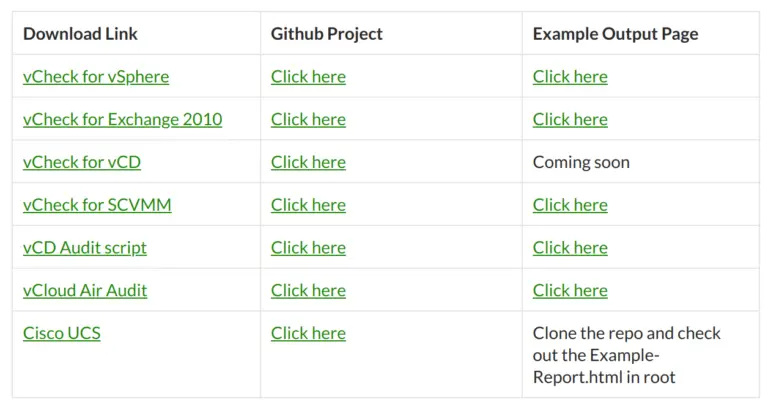 Download Link Github Project Example Output Page
vCheck for vSphere Click here Click here
vCheck for Exchange 2010 Click here Click here
vCheck for vCD Click here Coming soon
vCheck for SCVMM Click here Click here
vCD Audit script Click here Click here
vCloud Air Audit Click here Click here
Cisco UCS Click here Clone the repo and check
out the Example-
Report.html in root